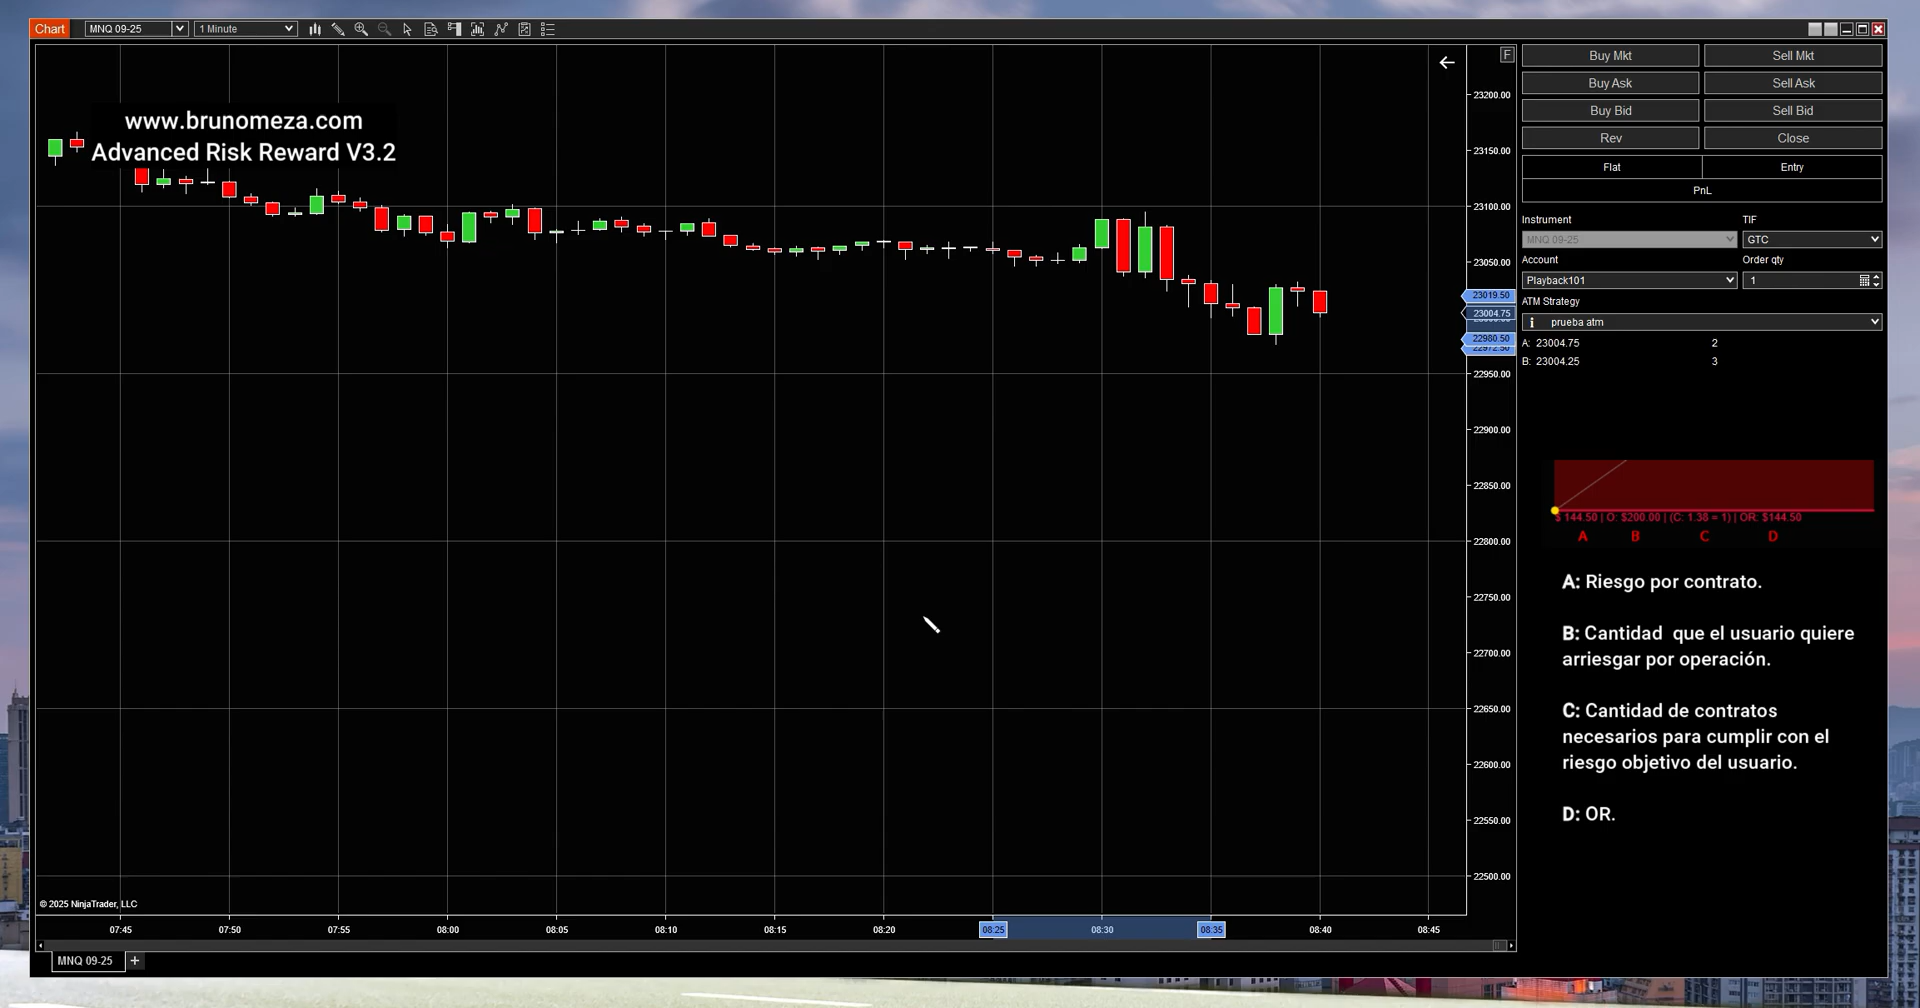 Chart
MNQ 09-25
1 Minute
F
www.brunomeza.com
Advanced Risk Reward V3.2
23200.00
23150.00
23100.00
23050.00
23019.50
23004.75
22980.50
22972.50
22950.00
22900.00
22850.00
22800.00
22750.00
22700.00
22650.00
22600.00
22550.00
22500.00
© 2025 NinjaTrader, LLC
07:45 07:50 07:55 08:00 08:05 08:10 08:15 08:20 08:25 08:30 08:35 08:40 08:45
MNQ 09-25 +
Buy Mkt Sell Mkt
Buy Ask Sell Ask
Buy Bid Sell Bid
Rev Close
Flat Entry
PnL
Instrument TIF
MNQ 09-25 GTC
Account Order qty
Playback101 1
ATM Strategy
i prueba atm
A: 23004.75 2
B: 23004.25 3
$ 144.50 | O: $200.00 | (C: 1.38 = 1) | OR: $144.50
A B C D
A: Riesgo por contrato.
B: Cantidad que el usuario quiere
arriesgar por operación.
C: Cantidad de contratos
necesarios para cumplir con el
riesgo objetivo del usuario.
D: OR.